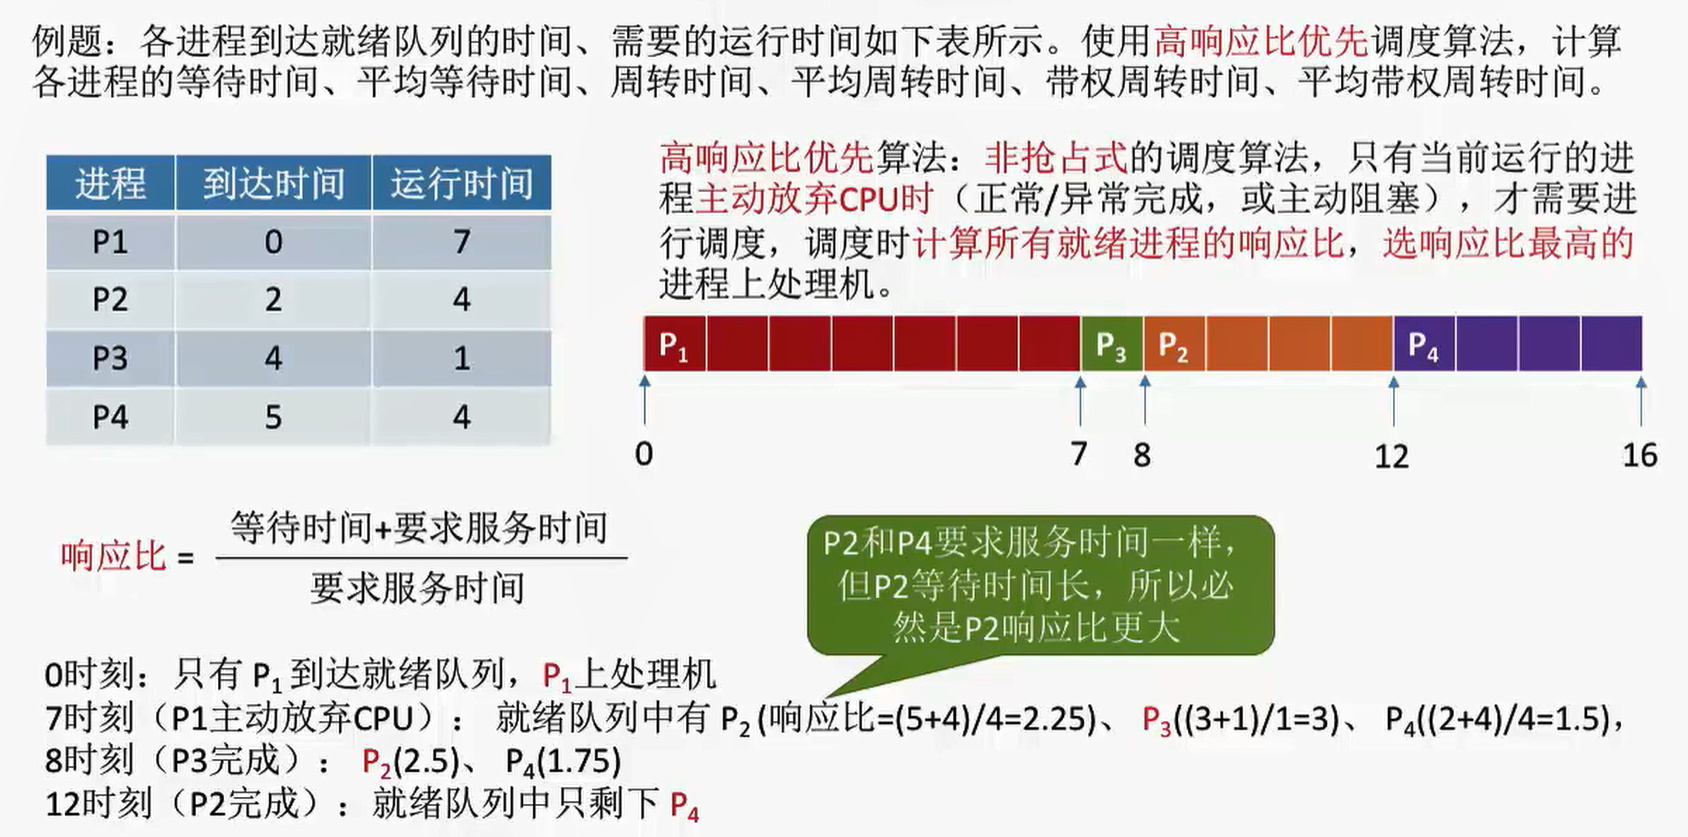 例题：各进程到达就绪队列的时间、需要的运行时间如下表所示。使用高响应比优先调度算法，计算
各进程的等待时间、平均等待时间、周转时间、平均周转时间、带权周转时间、平均带权周转时间。
进程 到达时间 运行时间
P1 0 7
P2 2 4
P3 4 1
P4 5 4
高响应比优先算法：非抢占式的调度算法，只有当前运行的进
程主动放弃CPU时（正常/异常完成，或主动阻塞），才需要进
行调度，调度时计算所有就绪进程的响应比，选响应比最高的
进程上处理机。
P₁ P₃ P₂ P₄
0 7 8 12 16
等待时间+要求服务时间
响应比 =
要求服务时间
P2和P4要求服务时间一样，
但P2等待时间长，所以必
然是P2响应比更大
0时刻：只有 P₁ 到达就绪队列，P₁上处理机
7时刻（P1主动放弃CPU）： 就绪队列中有 P₂ (响应比=(5+4)/4=2.25)、 P₃((3+1)/1=3)、 P₄((2+4)/4=1.5)，
8时刻（P3完成）： P₂(2.5)、 P₄(1.75)
12时刻（P2完成）：就绪队列中只剩下 P₄